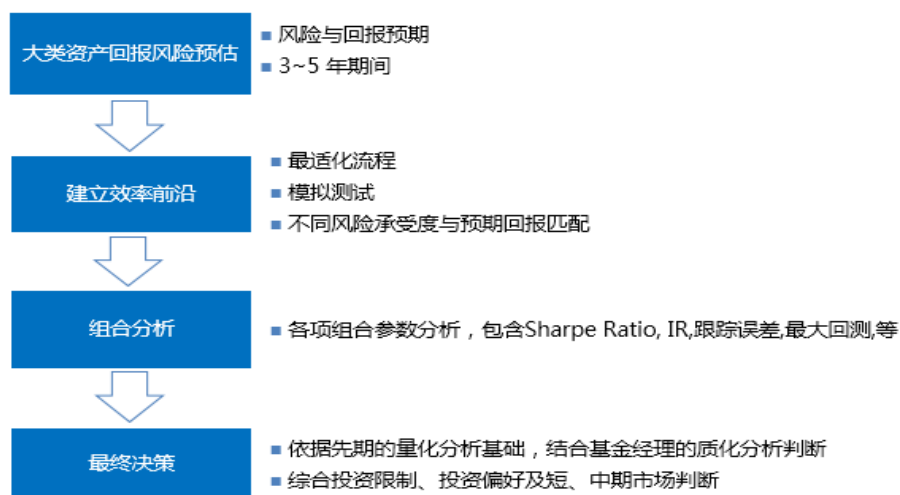 大类资产回报风险预估
■ 风险与回报预期
■ 3~5 年期间
建立效率前沿
■ 最适化流程
■ 模拟测试
■ 不同风险承受度与预期回报匹配
组合分析
■ 各项组合参数分析，包含Sharpe Ratio, IR,跟踪误差,最大回测,等
最终决策
■ 依据先期的量化分析基础，结合基金经理的质化分析判断
■ 综合投资限制、投资偏好及短、中期市场判断